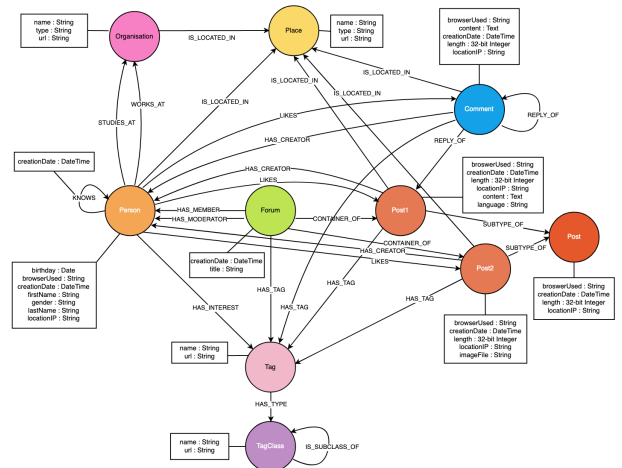 name : String
type : String
url : String
Organisation
IS_LOCATED_IN
Place
name : String
type : String
url : String
browserUsed : String
content : Text
creationDate : DateTime
length : 32-bit Integer
locationIP : String
IS_LOCATED_IN
IS_LOCATED_IN
IS_LOCATED_IN
IS_LOCATED_IN
WORKS_AT
STUDIES_AT
LIKES
Comment
REPLY_OF
HAS_CREATOR
REPLY_OF
creationDate : DateTime
KNOWS
HAS_CREATOR
LIKES
broswerUsed : String
creationDate : DateTime
length : 32-bit Integer
locationIP : String
content : Text
language : String
Person
HAS_MEMBER
HAS_MODERATOR
Forum
CONTAINER_OF
Post1
SUBTYPE_OF
Post
CONTAINER_OF
HAS_CREATOR
LIKES
SUBTYPE_OF
Post2
creationDate : DateTime
title : String
birthday : Date
browserUsed : String
creationDate : DateTime
firstName : String
gender : String
lastName : String
locationIP : String
HAS_TAG
HAS_TAG
HAS_TAG
HAS_TAG
HAS_INTEREST
broswerUsed : String
creationDate : DateTime
length : 32-bit Integer
locationIP : String
browserUsed : String
creationDate : DateTime
length : 32-bit Integer
locationIP : String
imageFile : String
name : String
url : String
Tag
HAS_TYPE
name : String
url : String
TagClass
IS_SUBCLASS_OF